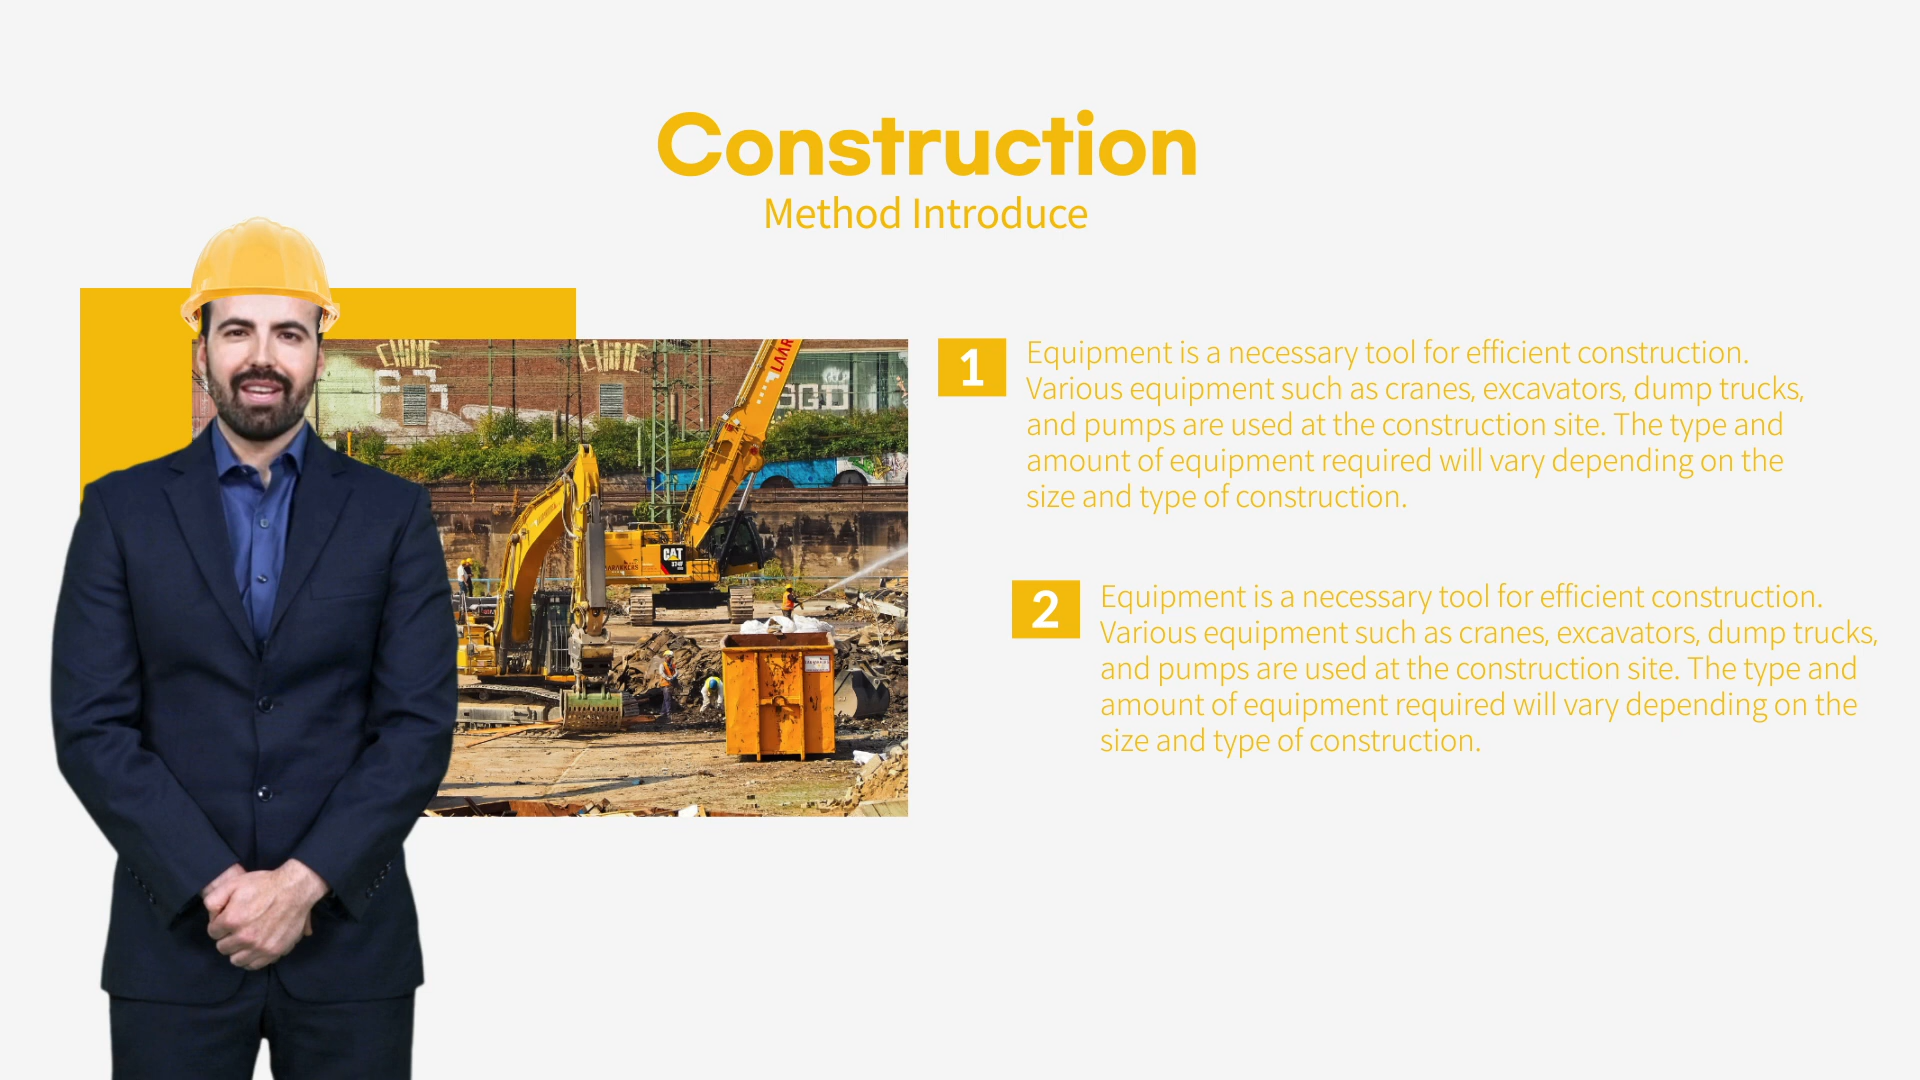 Construction
Method Introduce
1
Equipment is a necessary tool for efficient construction.
Various equipment such as cranes, excavators, dump trucks,
and pumps are used at the construction site. The type and
amount of equipment required will vary depending on the
size and type of construction.
2
Equipment is a necessary tool for efficient construction.
Various equipment such as cranes, excavators, dump trucks,
and pumps are used at the construction site. The type and
amount of equipment required will vary depending on the
size and type of construction.
CAT